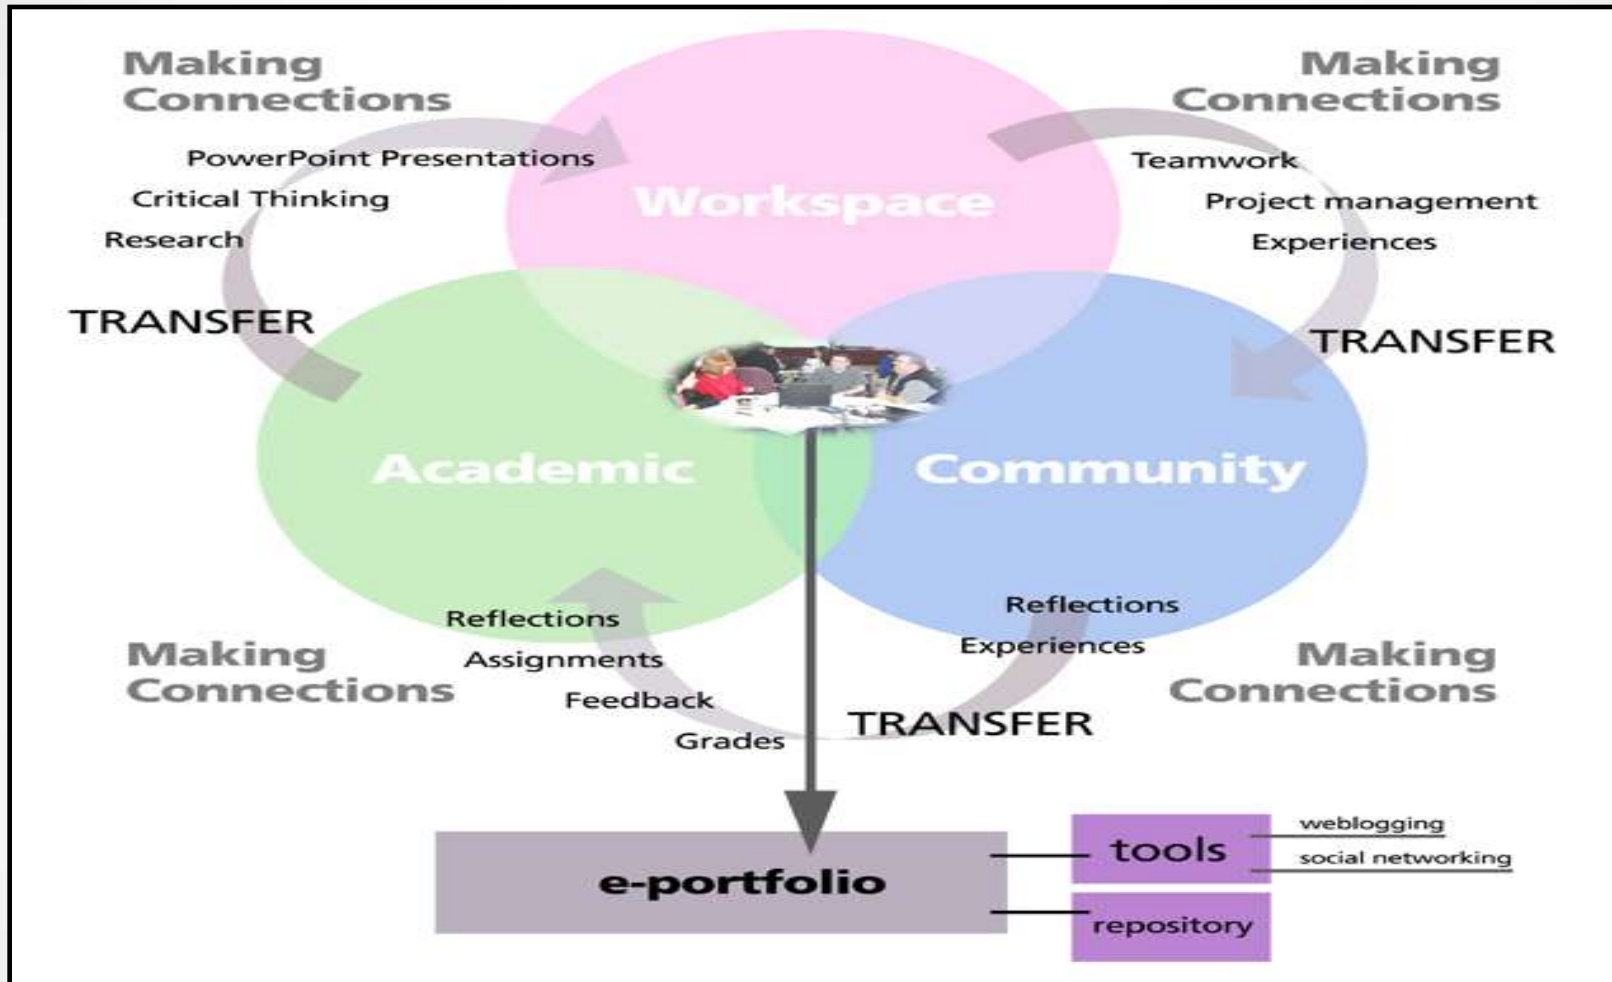 Making
Connections
Making
Connections
PowerPoint Presentations
Critical Thinking
Research
TRANSFER
Workspace
Teamwork
Project management
Experiences
TRANSFER
Academic
Community
Reflections
Assignments
Feedback
Grades
Making
Connections
Reflections
Experiences
TRANSFER
Making
Connections
e-portfolio
tools
weblogging
social networking
repository